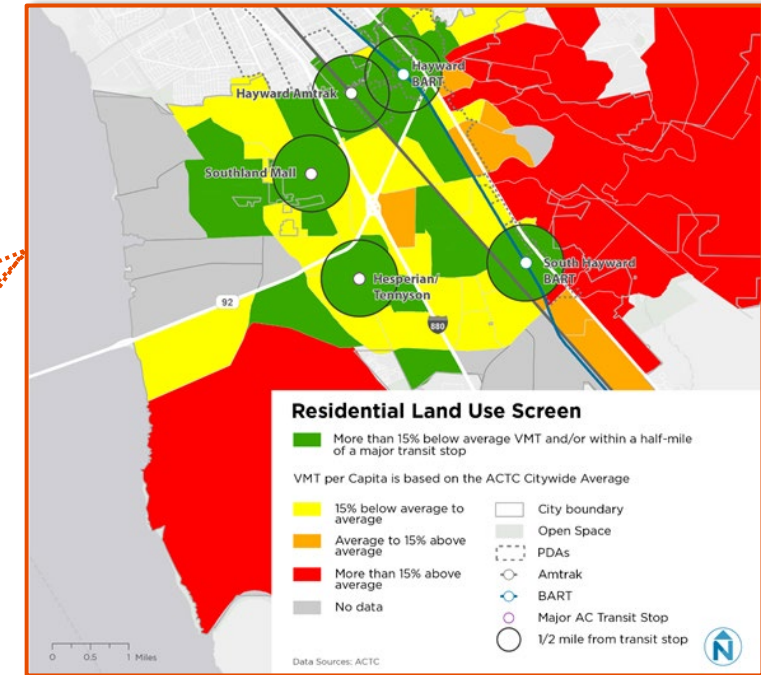 Hayward
BART
Hayward Amtrak
Southland Mall
South Hayward
BART
Hesperian/
Tennyson
92
880
Residential Land Use Screen
More than 15% below average VMT and/or within a half-mile
of a major transit stop
VMT per Capita is based on the ACTC Citywide Average
15% below average to
average
Average to 15% above
average
More than 15% above
average
No data
City boundary
Open Space
PDAs
Amtrak
BART
Major AC Transit Stop
1/2 mile from transit stop
0 0.5 1 Miles
Data Sources: ACTC
N